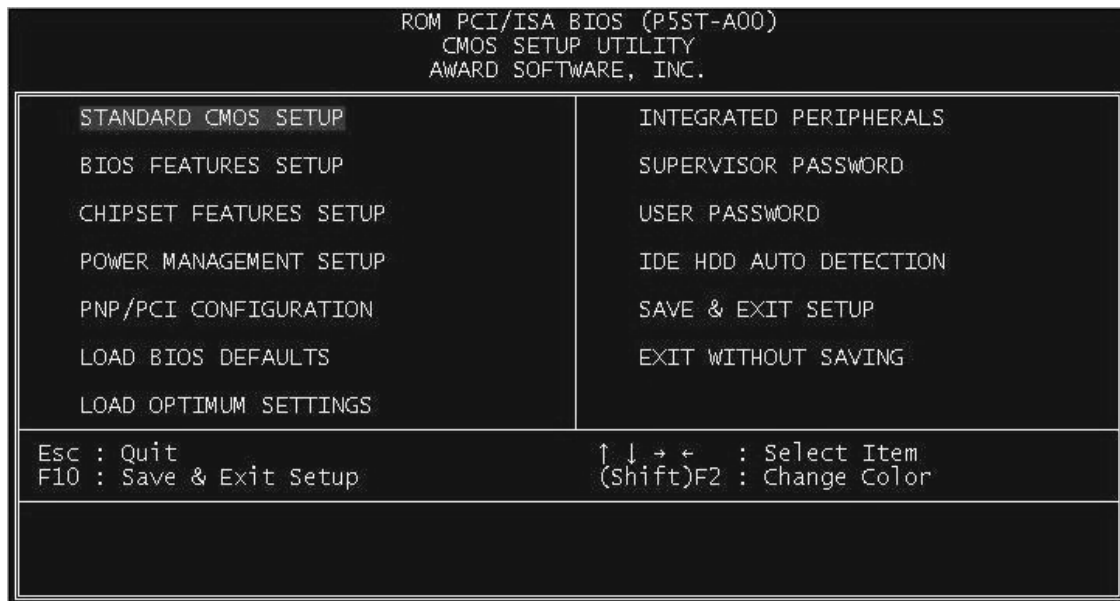 ROM PCI/ISA BIOS (P5ST-A00)
CMOS SETUP UTILITY
AWARD SOFTWARE, INC.
STANDARD CMOS SETUP
BIOS FEATURES SETUP
CHIPSET FEATURES SETUP
POWER MANAGEMENT SETUP
PNP/PCI CONFIGURATION
LOAD BIOS DEFAULTS
LOAD OPTIMUM SETTINGS
INTEGRATED PERIPHERALS
SUPERVISOR PASSWORD
USER PASSWORD
IDE HDD AUTO DETECTION
SAVE & EXIT SETUP
EXIT WITHOUT SAVING
Esc : Quit
F10 : Save & Exit Setup
↑ ↓ → ← : Select Item
(Shift)F2 : Change Color